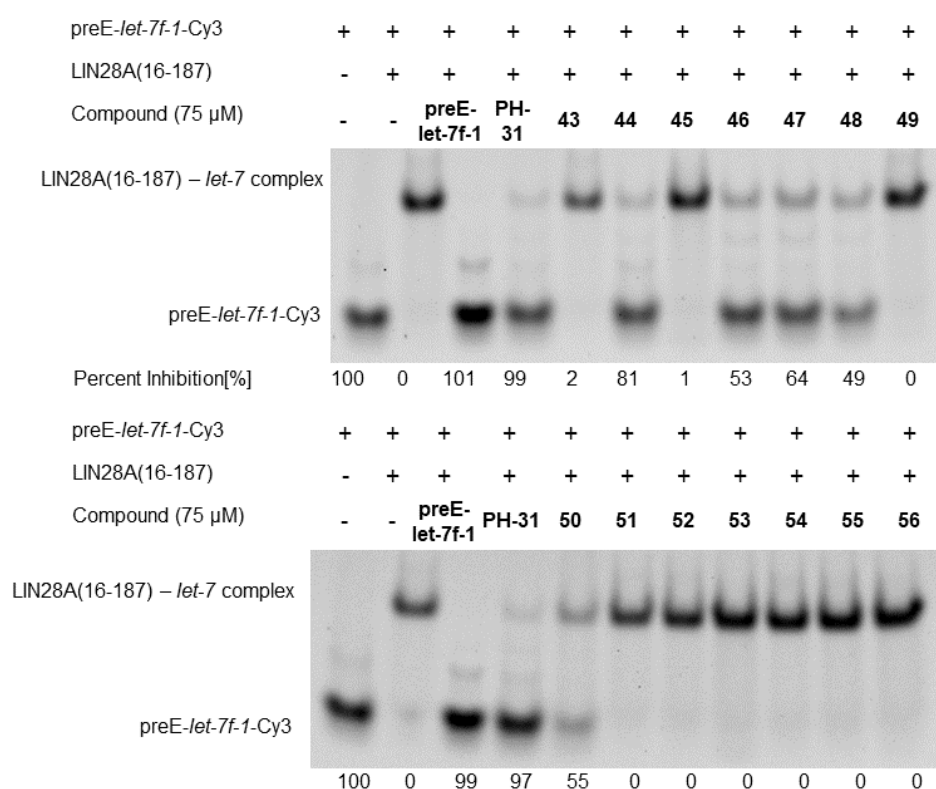 preE-let-7f-1-Cy3 + + + + + + + + + + +
LIN28A(16-187) - + + + + + + + + + +
Compound (75 µM) - - preE-let-7f-1 PH-31 43 44 45 46 47 48 49
LIN28A(16-187) – let-7 complex
preE-let-7f-1-Cy3
Percent Inhibition[%] 100 0 101 99 2 81 1 53 64 49 0
preE-let-7f-1-Cy3 + + + + + + + + + + +
LIN28A(16-187) - + + + + + + + + + +
Compound (75 µM) - - preE-let-7f-1 PH-31 50 51 52 53 54 55 56
LIN28A(16-187) – let-7 complex
preE-let-7f-1-Cy3
100 0 99 97 55 0 0 0 0 0 0